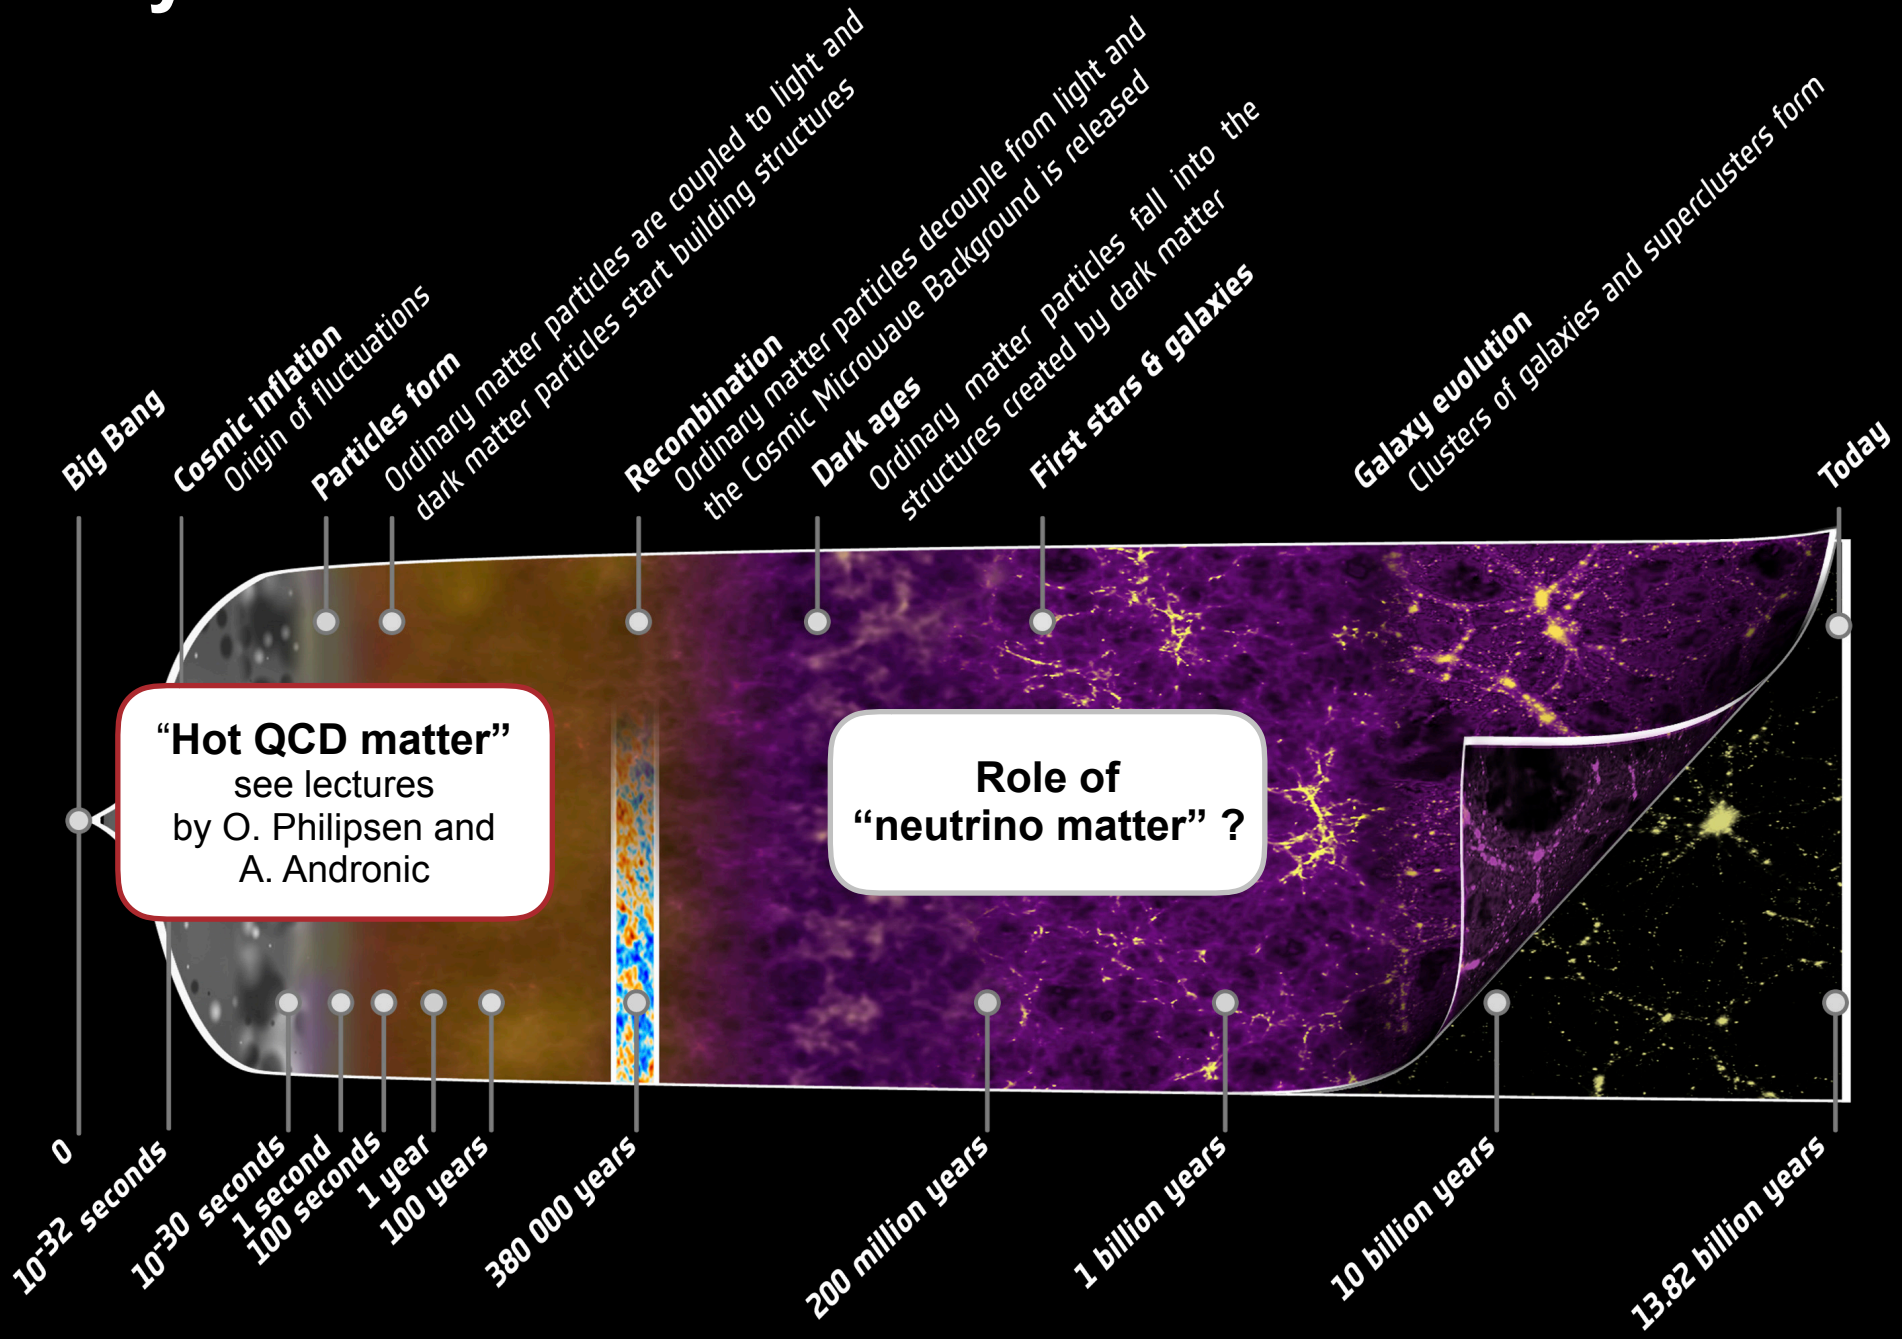 Big Bang
Cosmic inflation
Origin of fluctuations
Particles form
Ordinary matter particles are coupled to light and
dark matter particles start building structures
Recombination
Ordinary matter particles decouple from light and
the Cosmic Microwave Background is released
Dark ages
Ordinary matter particles fall into the
structures created by dark matter
First stars & galaxies
Galaxy evolution
Clusters of galaxies and superclusters form
Today
“Hot QCD matter”
see lectures
by O. Philipsen and
A. Andronic
Role of
“neutrino matter” ?
0
10-32 seconds
10-30 seconds
1 second
100 seconds
1 year
100 years
380 000 years
200 million years
1 billion years
10 billion years
13.82 billion years